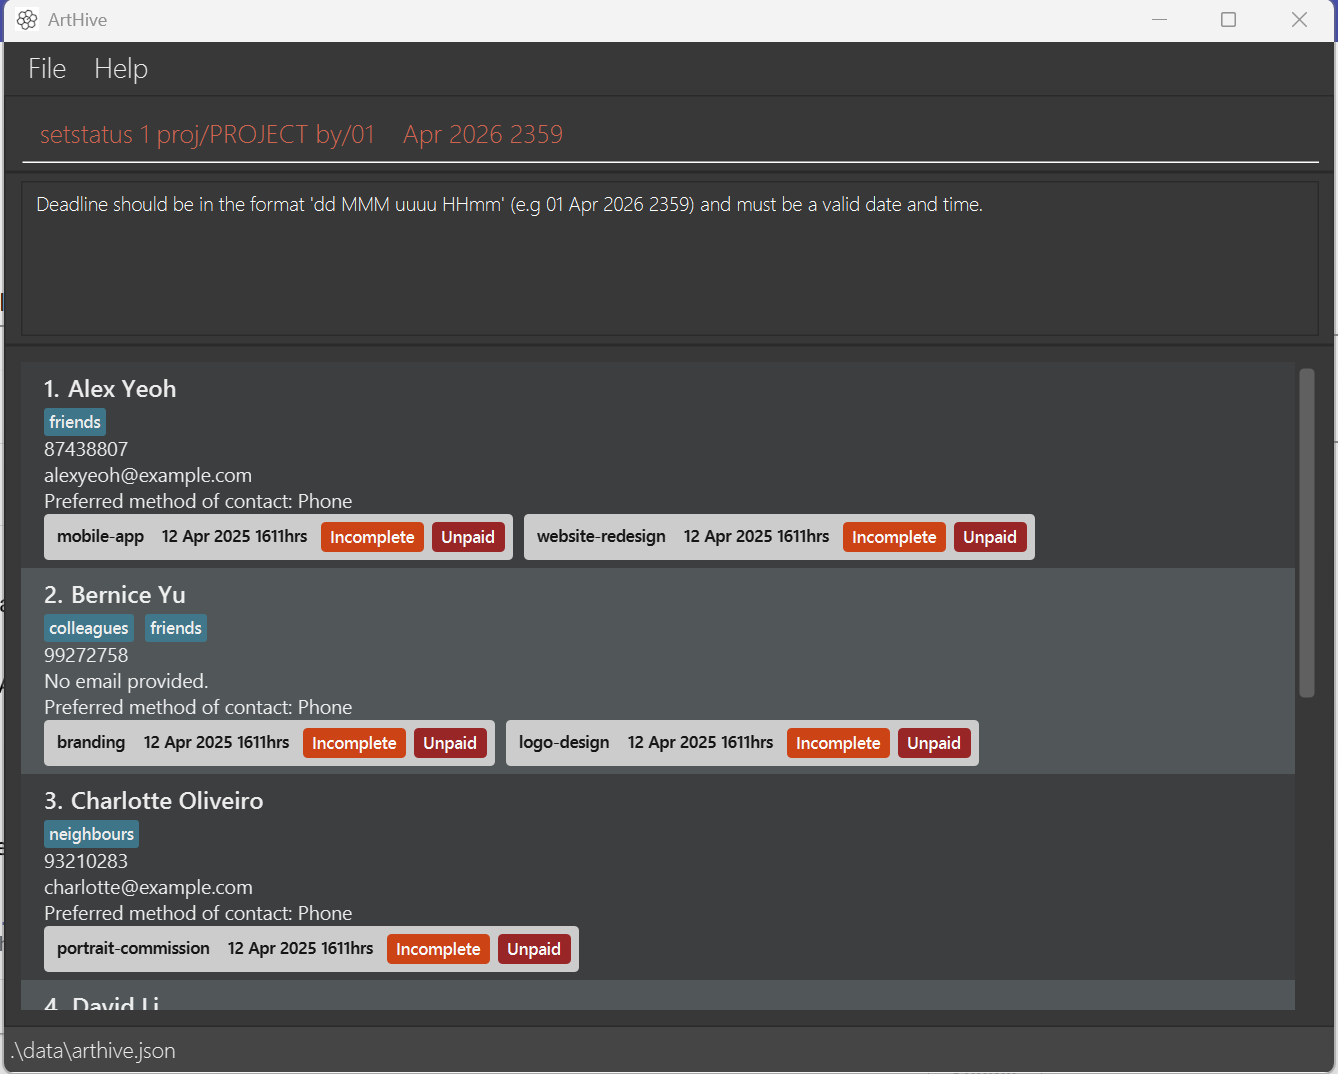 ArtHive
File Help
setstatus 1 proj/PROJECT by/01    Apr 2026 2359
Deadline should be in the format 'dd MMM uuuu HHmm' (e.g 01 Apr 2026 2359) and must be a valid date and time.
1. Alex Yeoh
friends
87438807
alexyeoh@example.com
Preferred method of contact: Phone
mobile-app 12 Apr 2025 1611hrs Incomplete Unpaid website-redesign 12 Apr 2025 1611hrs Incomplete Unpaid
2. Bernice Yu
colleagues friends
99272758
No email provided.
Preferred method of contact: Phone
branding 12 Apr 2025 1611hrs Incomplete Unpaid logo-design 12 Apr 2025 1611hrs Incomplete Unpaid
3. Charlotte Oliveiro
neighbours
93210283
charlotte@example.com
Preferred method of contact: Phone
portrait-commission 12 Apr 2025 1611hrs Incomplete Unpaid
4. David Li
.\data\arthive.json